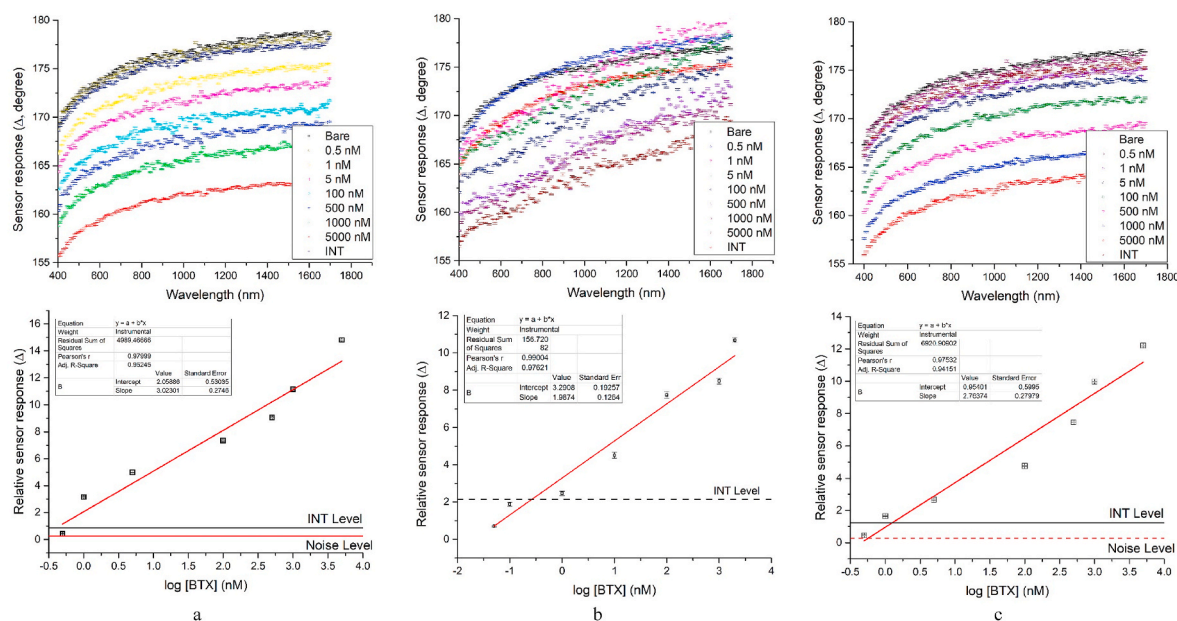 180
175
170
165
160
155
Sensor response (Δ, degree)
400 600 800 1000 1200 1400 1600 1800
Wavelength (nm)
Bare
0.5 nM
1 nM
5 nM
100 nM
500 nM
1000 nM
5000 nM
INT
180
175
170
165
160
155
Sensor response (Δ, degree)
400 600 800 1000 1200 1400 1600 1800
Wavelength (nm)
Bare
0.5 nM
1 nM
5 nM
100 nM
500 nM
1000 nM
5000 nM
INT
180
175
170
165
160
155
Sensor response (Δ, degree)
400 600 800 1000 1200 1400 1600 1800
Wavelength (nm)
Bare
0.5 nM
1 nM
5 nM
100 nM
500 nM
1000 nM
5000 nM
INT
16
14
12
10
8
6
4
2
0
Relative sensor response (Δ)
Equation y = a + b*x
Weight Instrumental
Residual Sum of 4989.46666
Squares
Pearson's r 0.97999
Adj. R-Square 0.95245
Value Standard Error
B Intercept 2.05886 0.53095
Slope 3.02301 0.2745
INT Level
Noise Level
-0.5 0.0 0.5 1.0 1.5 2.0 2.5 3.0 3.5 4.0
log [BTX] (nM)
a
12
10
8
6
4
2
0
Relative sensor response (Δ)
Equation y = a + b*x
Weight Instrumental
Residual Sum 156.720
of Squares 82
Pearson's r 0.99004
Adj. R-Square 0.97621
Value Standard Err
B Intercept 3.2908 0.19257
Slope 1.9874 0.1264
INT Level
-2 -1 0 1 2 3 4
log [BTX] (nM)
b
14
12
10
8
6
4
2
0
Relative sensor response (Δ)
Equation y = a + b*x
Weight Instrumental
Residual Sum of 6920.90902
Squares
Pearson's r 0.97532
Adj. R-Square 0.94151
Value Standard Error
B Intercept 0.95401 0.5995
Slope 2.76374 0.27979
INT Level
Noise Level
-0.5 0.0 0.5 1.0 1.5 2.0 2.5 3.0 3.5 4.0
log [BTX] (nM)
c